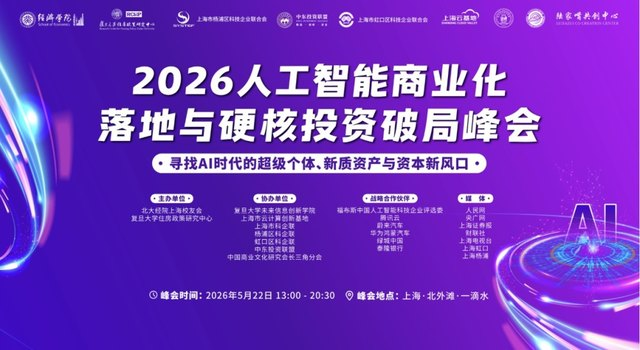 经济学院
School of Economics
HCMP
上海市杨浦区科技企业联合会
中东投资联盟
上海市虹口区科技企业联合会
上海云基地
陆家嘴共创中心
2026人工智能商业化
落地与硬核投资破局峰会
寻找AI时代的超级个体、新质资产与资本新风口
主办单位
北大经院上海校友会
复旦大学住房政策研究中心
协办单位
复旦大学未来信息创新学院
上海市云计算创新基地
上海市科企联
杨浦区科企联
虹口区科企联
中东投资联盟
中国商业文化研究会长三角分会
战略合作伙伴
福布斯中国人工智能科技企业评选委
腾讯云
蔚来汽车
华为鸿蒙汽车
绿城中国
泰隆银行
媒 体
人民网
央广网
上海证券报
财联社
上海电视台
上海虹口
上海杨浦
AI
峰会时间：2026年5月22日 13:00 - 20:30
峰会地点：上海·北外滩·一滴水